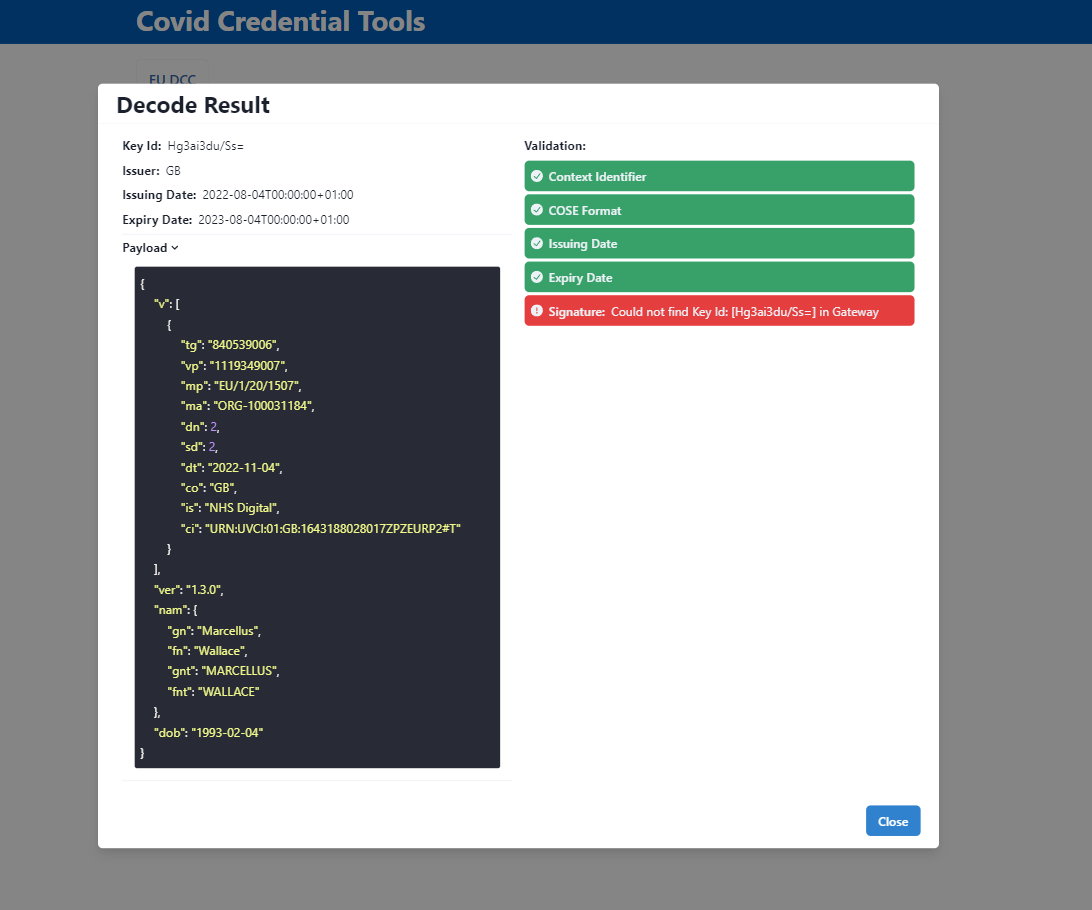 Covid Credential Tools
EU DCC
Decode Result
Key Id: Hg3ai3du/Ss=
Issuer: GB
Issuing Date: 2022-08-04T00:00:00+01:00
Expiry Date: 2023-08-04T00:00:00+01:00
Payload
{
"v": [
{
"tg": "840539006",
"vp": "1119349007",
"mp": "EU/1/20/1507",
"ma": "ORG-100031184",
"dn": 2,
"sd": 2,
"dt": "2022-11-04",
"co": "GB",
"is": "NHS Digital",
"ci": "URN:UVCI:01:GB:1643188028017ZPZEURP2#T"
}
],
"ver": "1.3.0",
"nam": {
"gn": "Marcellus",
"fn": "Wallace",
"gnt": "MARCELLUS",
"fnt": "WALLACE"
},
"dob": "1993-02-04"
}
Validation:
Context Identifier
COSE Format
Issuing Date
Expiry Date
Signature: Could not find Key Id: [Hg3ai3du/Ss=] in Gateway
Close